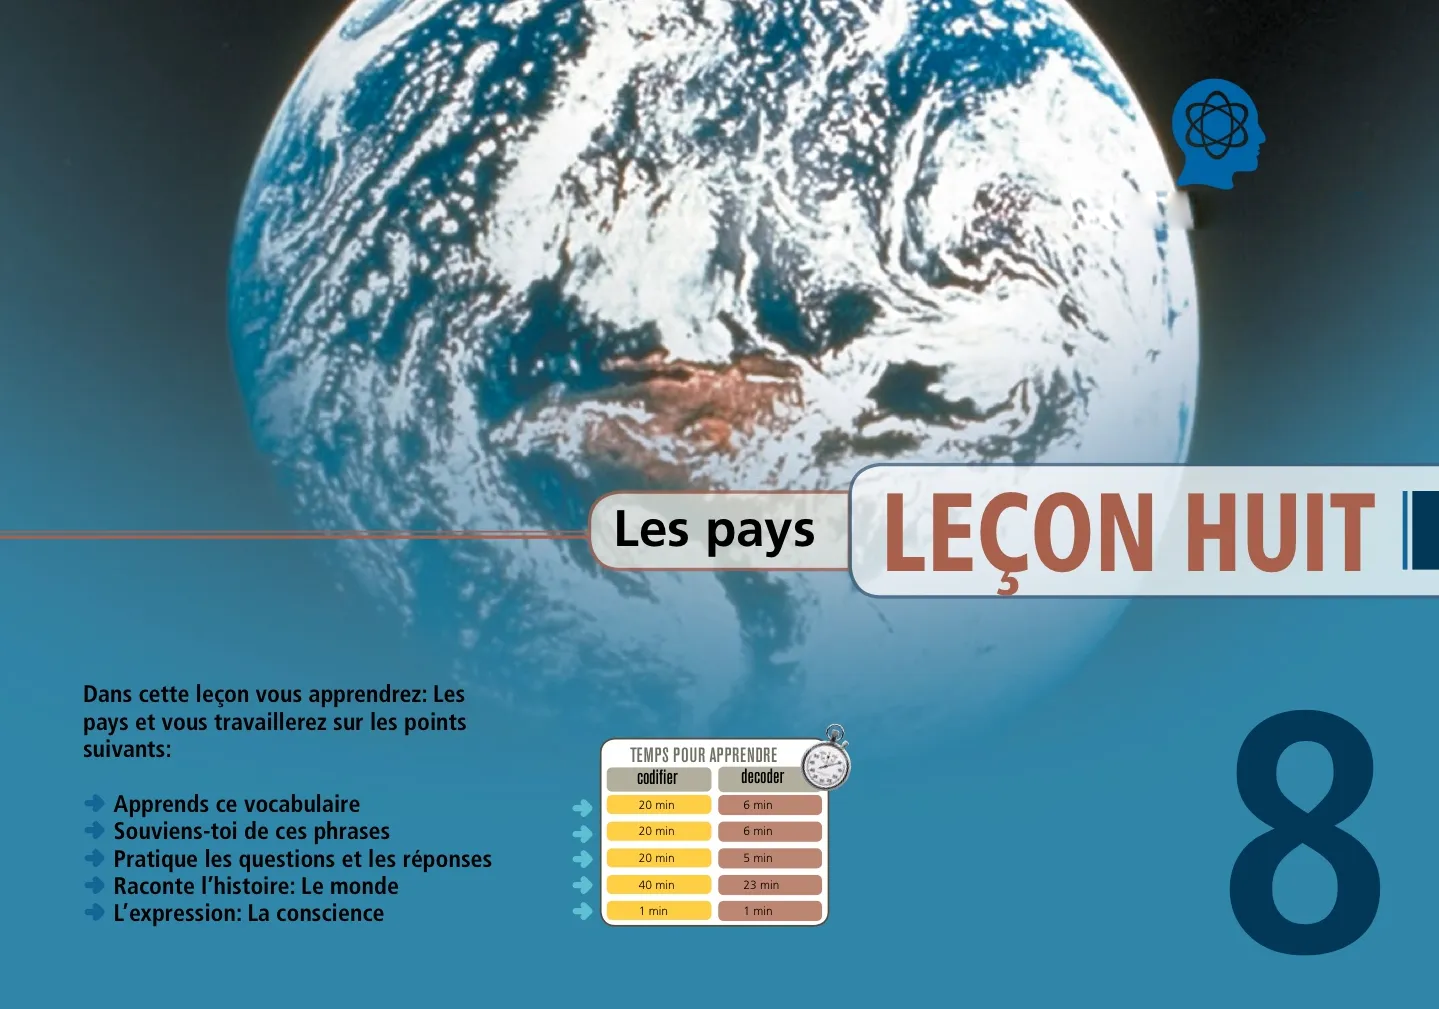 Les pays
LEÇON HUIT
Dans cette leçon vous apprendrez: Les
pays et vous travaillerez sur les points
suivants:
Apprends ce vocabulaire
Souviens-toi de ces phrases
Pratique les questions et les réponses
Raconte l'histoire: Le monde
L'expression: La conscience
TEMPS POUR APPRENDRE
codifier decoder
20 min 6 min
20 min 6 min
20 min 5 min
40 min 23 min
1 min 1 min
8